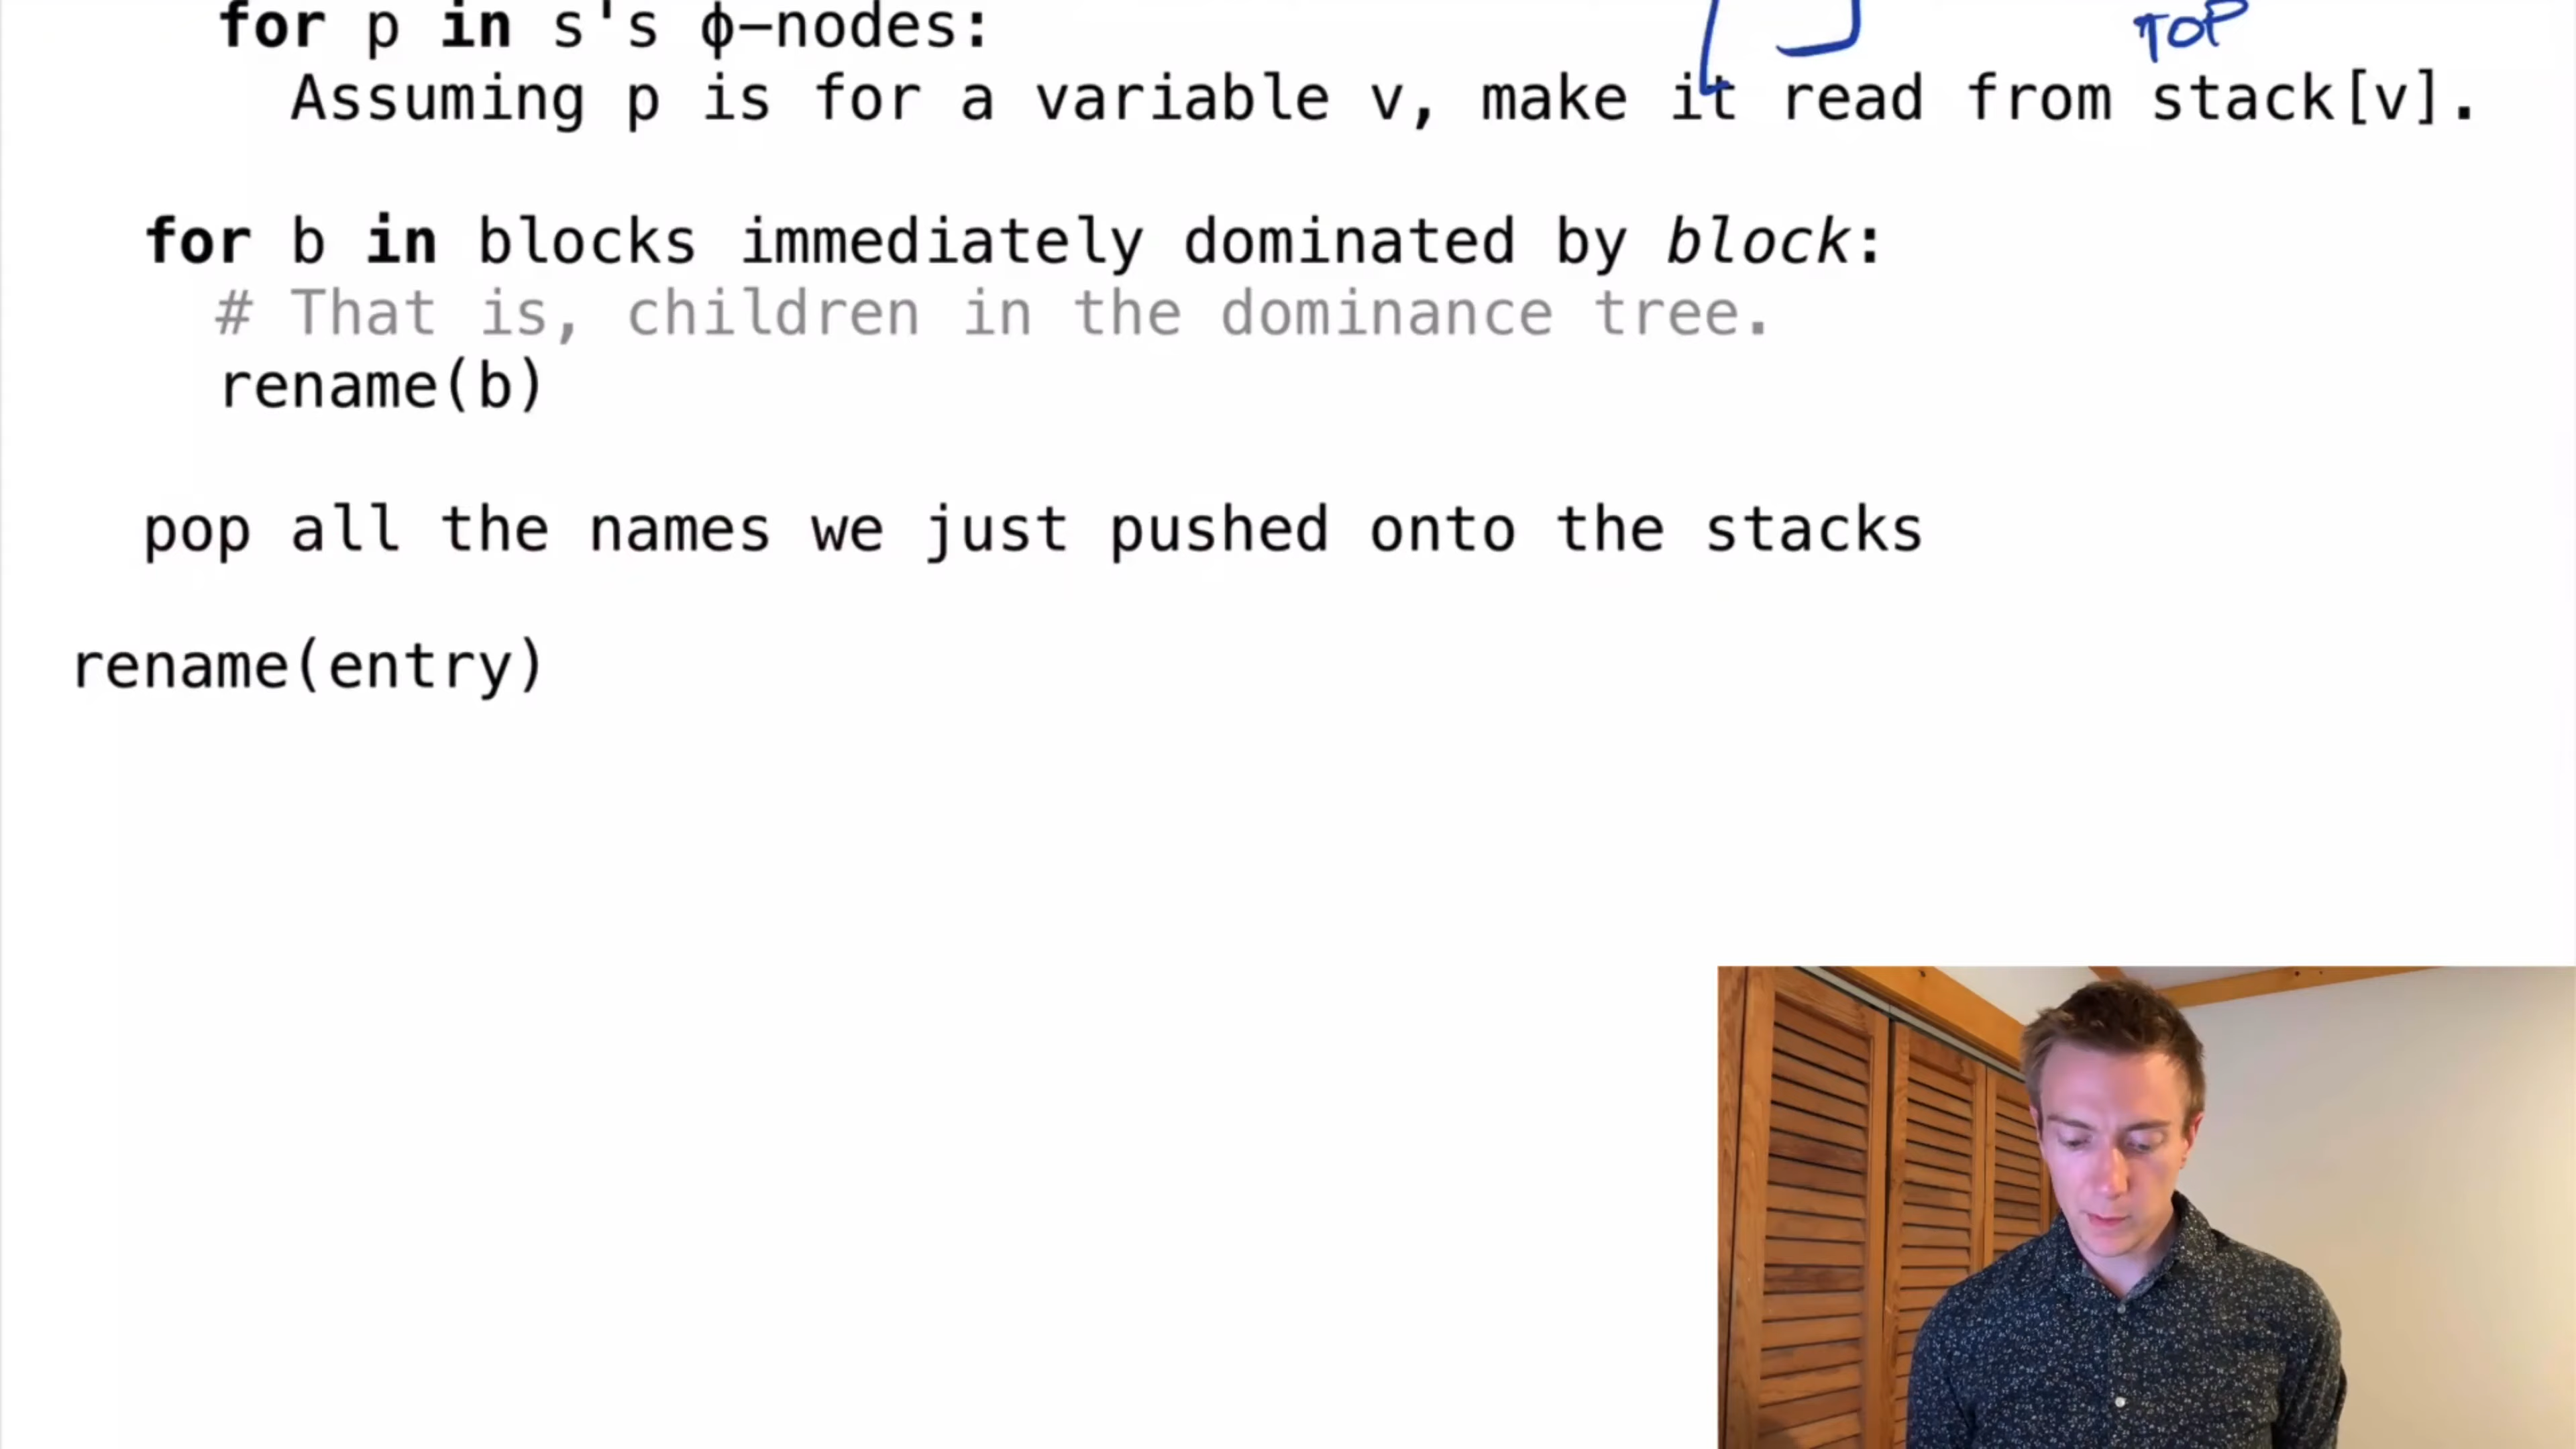 for p in s's ϕ-nodes:
TOP
Assuming p is for a variable v, make it read from stack[v].
for b in blocks immediately dominated by block:
# That is, children in the dominance tree.
rename(b)
pop all the names we just pushed onto the stacks
rename(entry)